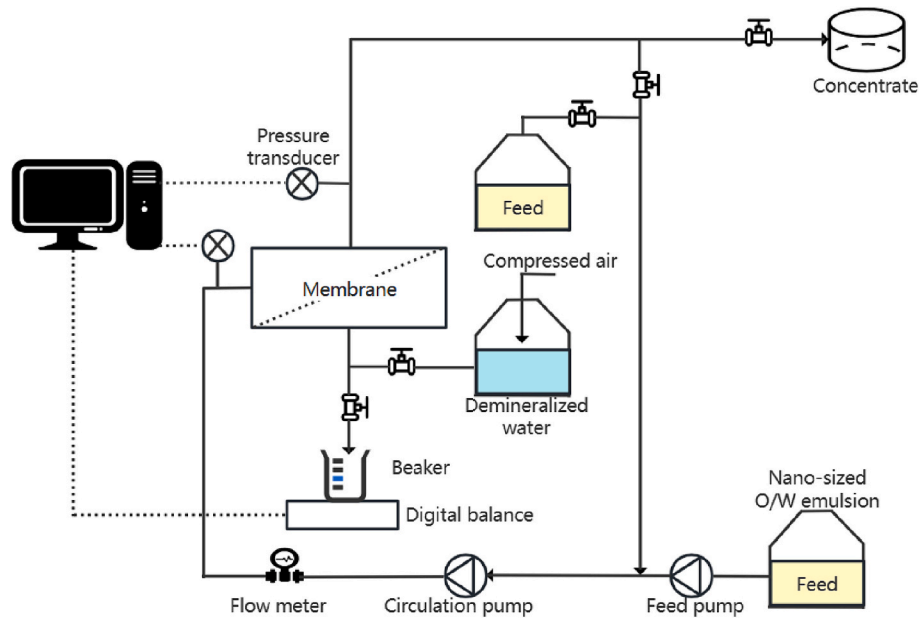 Concentrate
Pressure
transducer
Feed
Compressed air
Membrane
Demineralized
water
Beaker
Nano-sized
O/W emulsion
Digital balance
Feed
Flow meter
Circulation pump
Feed pump